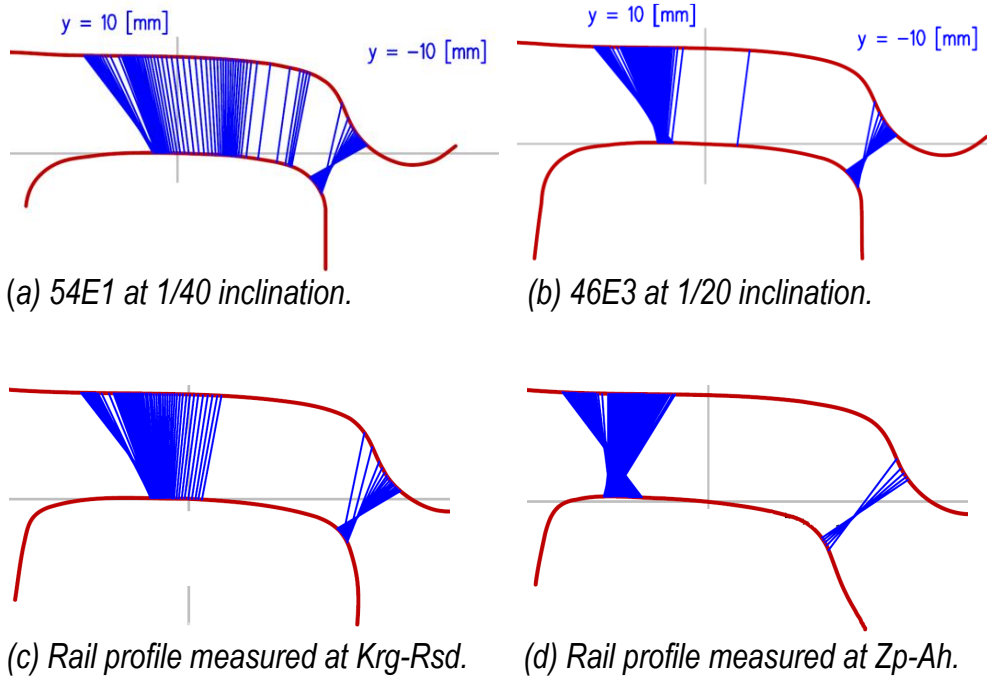 y = 10 [mm]
y = −10 [mm]
y = 10 [mm]
y = −10 [mm]
(a) 54E1 at 1/40 inclination.
(b) 46E3 at 1/20 inclination.
(c) Rail profile measured at Krg-Rsd.
(d) Rail profile measured at Zp-Ah.